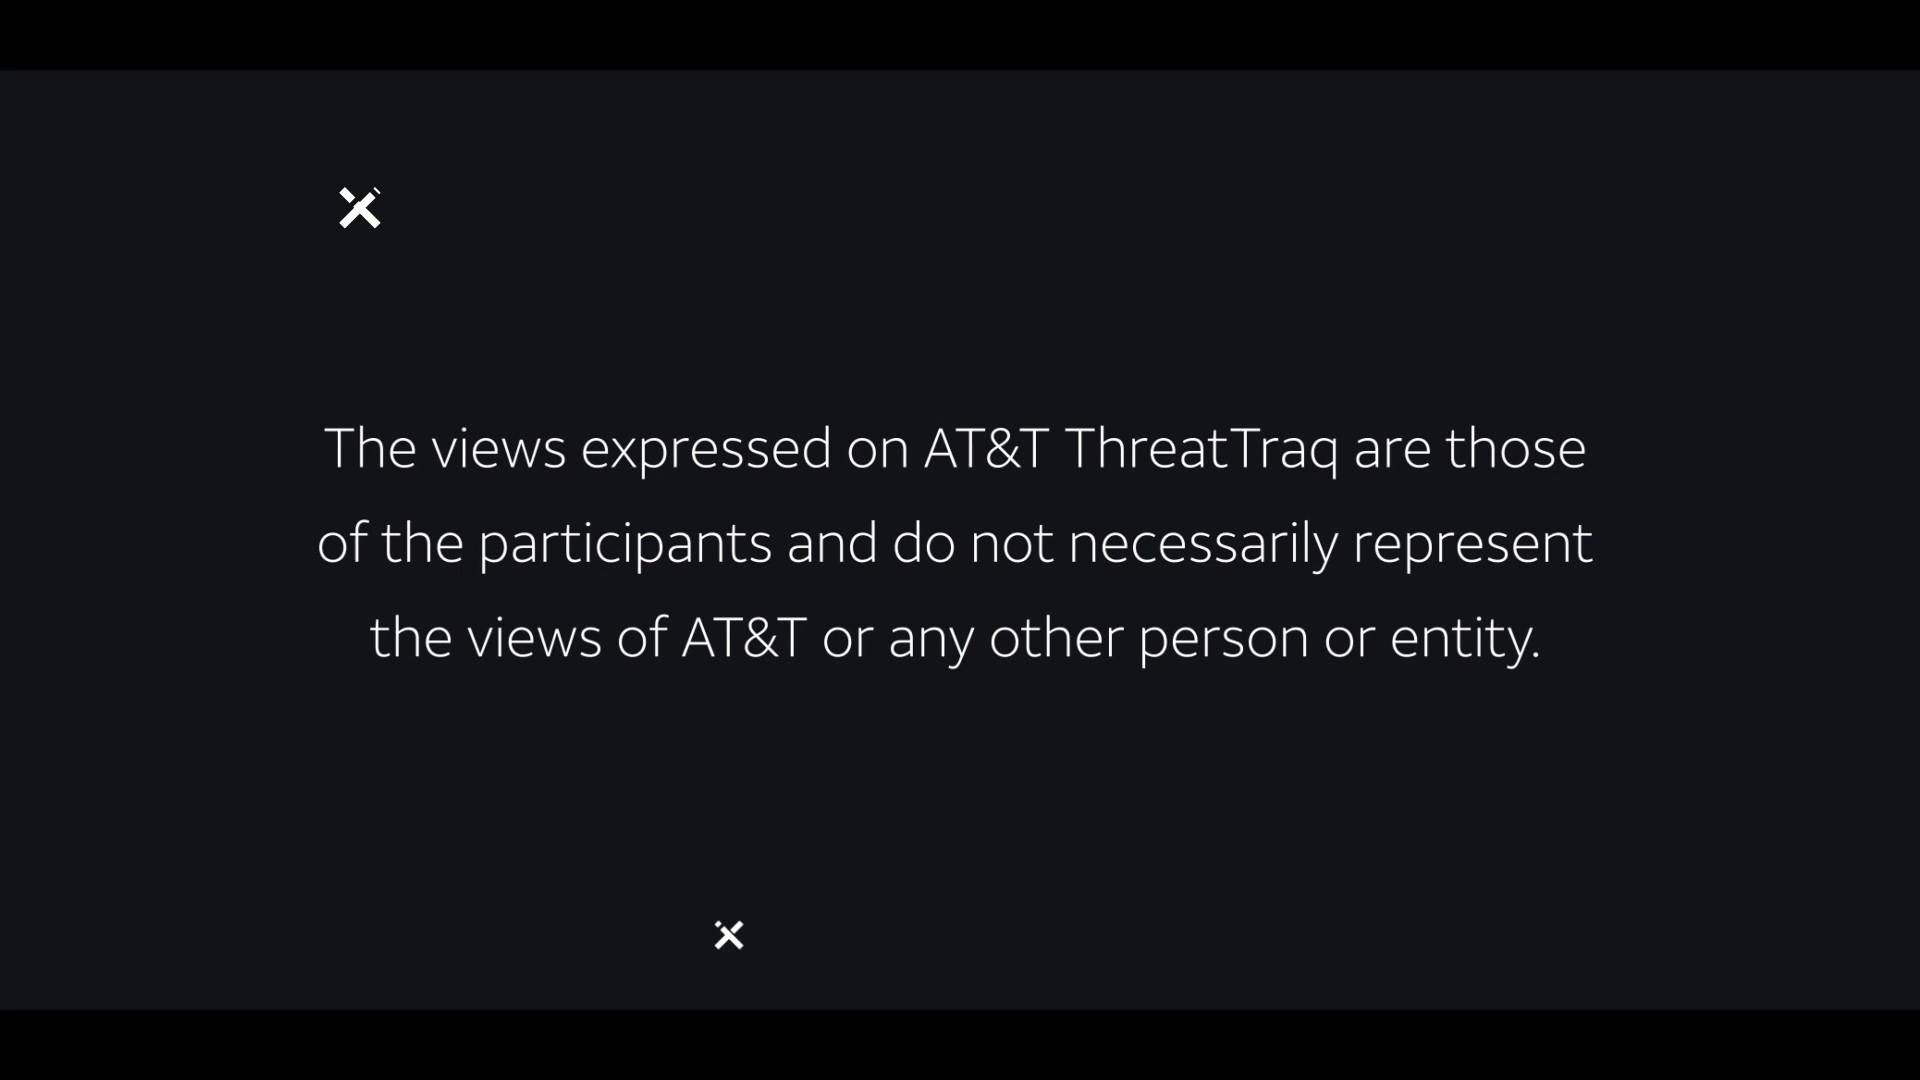 The views expressed on AT&T ThreatTraq are those
of the participants and do not necessarily represent
the views of AT&T or any other person or entity.